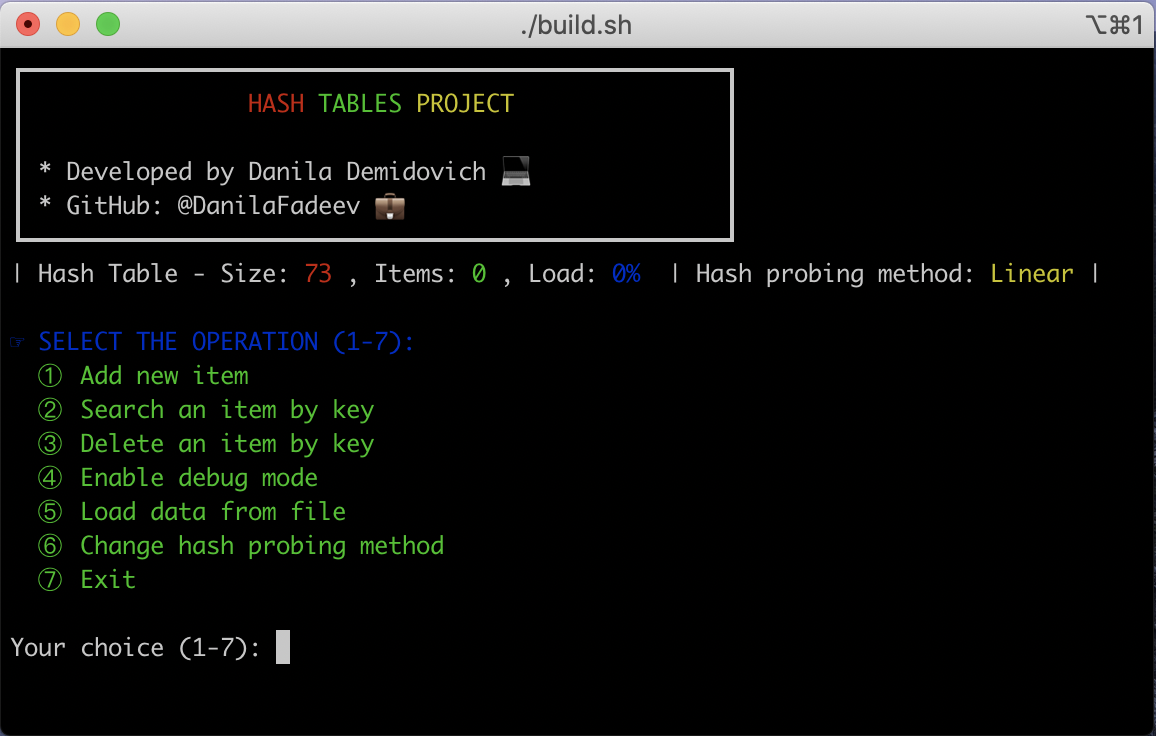 ./build.sh ⌥⌘1
HASH TABLES PROJECT
* Developed by Danila Demidovich 💻
* GitHub: @DanilaFadeev 💼
| Hash Table - Size: 73 , Items: 0 , Load: 0% | Hash probing method: Linear |
☞ SELECT THE OPERATION (1-7):
① Add new item
② Search an item by key
③ Delete an item by key
④ Enable debug mode
⑤ Load data from file
⑥ Change hash probing method
⑦ Exit
Your choice (1-7):